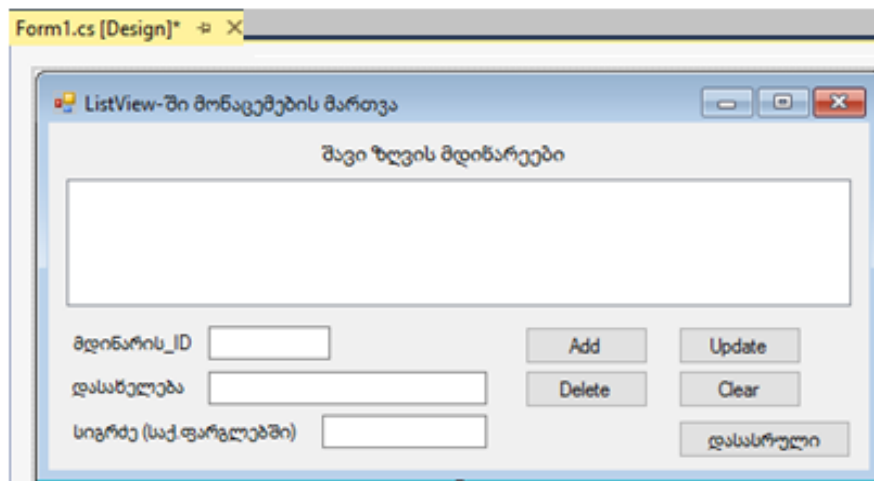 Form1.cs [Design]*
ListView-ში მონაცემების მართვა
შავი ზღვის მდინარეები
მდინარის_ID
Add
Update
დასახელება
Delete
Clear
სიგრძე (საქ.ფარგლებში)
დასასრული